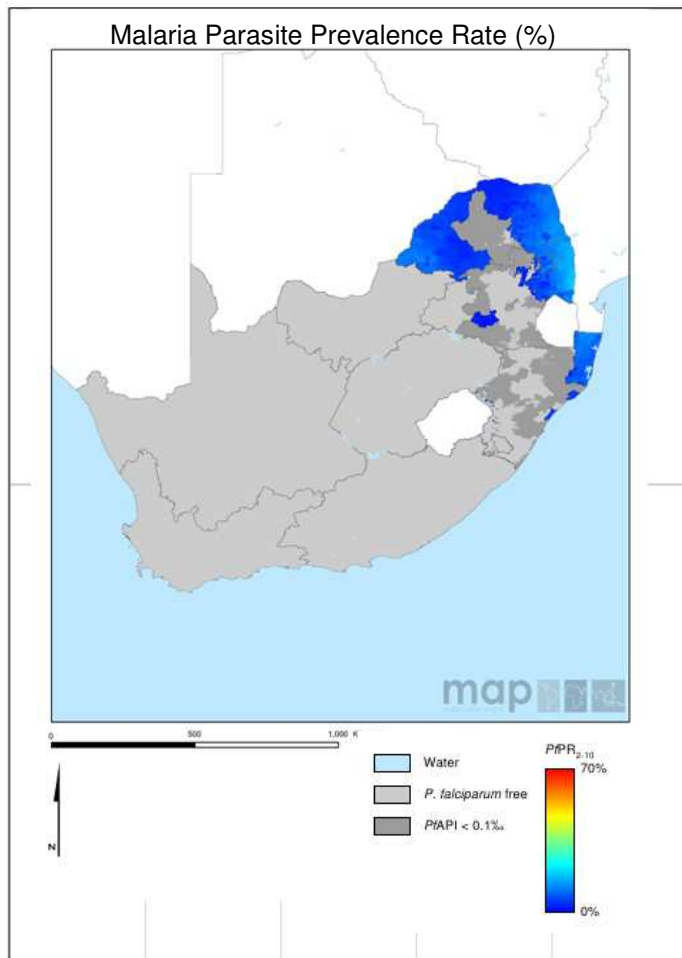 Malaria Parasite Prevalence Rate (%)
map
0 500 1,000 K
Water
P. falciparum free
PfAPI < 0.1‰
PfPR2-10
70%
0%
N